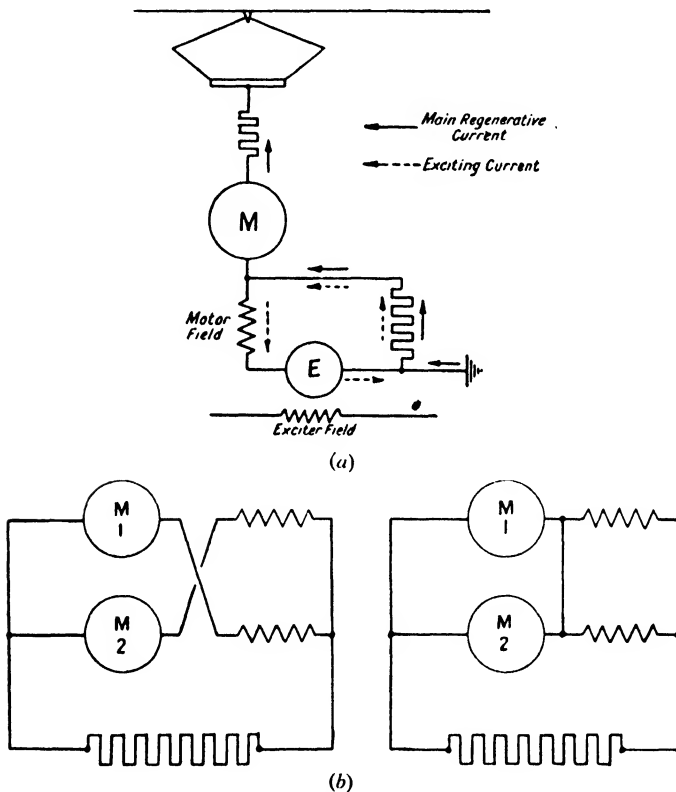 Main Regenerative
Current
Exciting Current
M
Motor
Field
E
Exciter Field
(a)
M
1
M
2
M
1
M
2
(b)